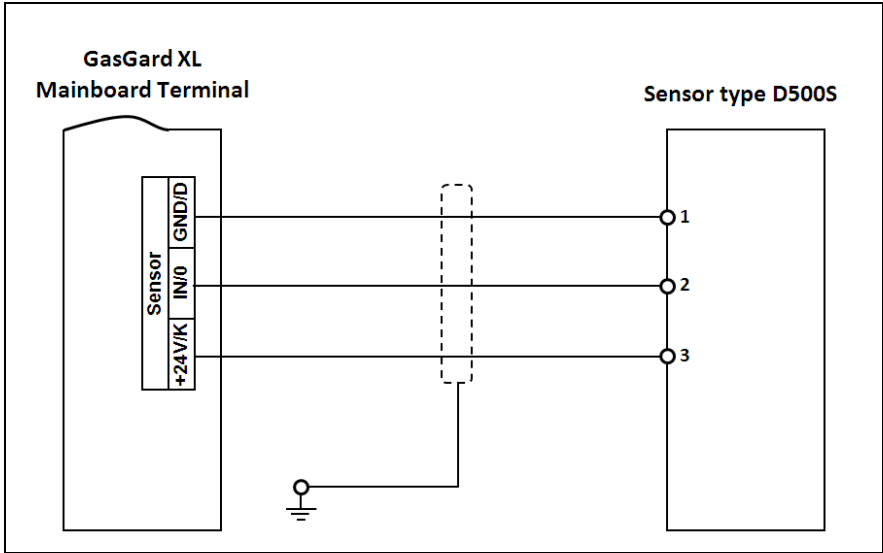 GasGard XL
Mainboard Terminal
Sensor type D500S
Sensor
GND/D
IN/0
+24V/K
1
2
3